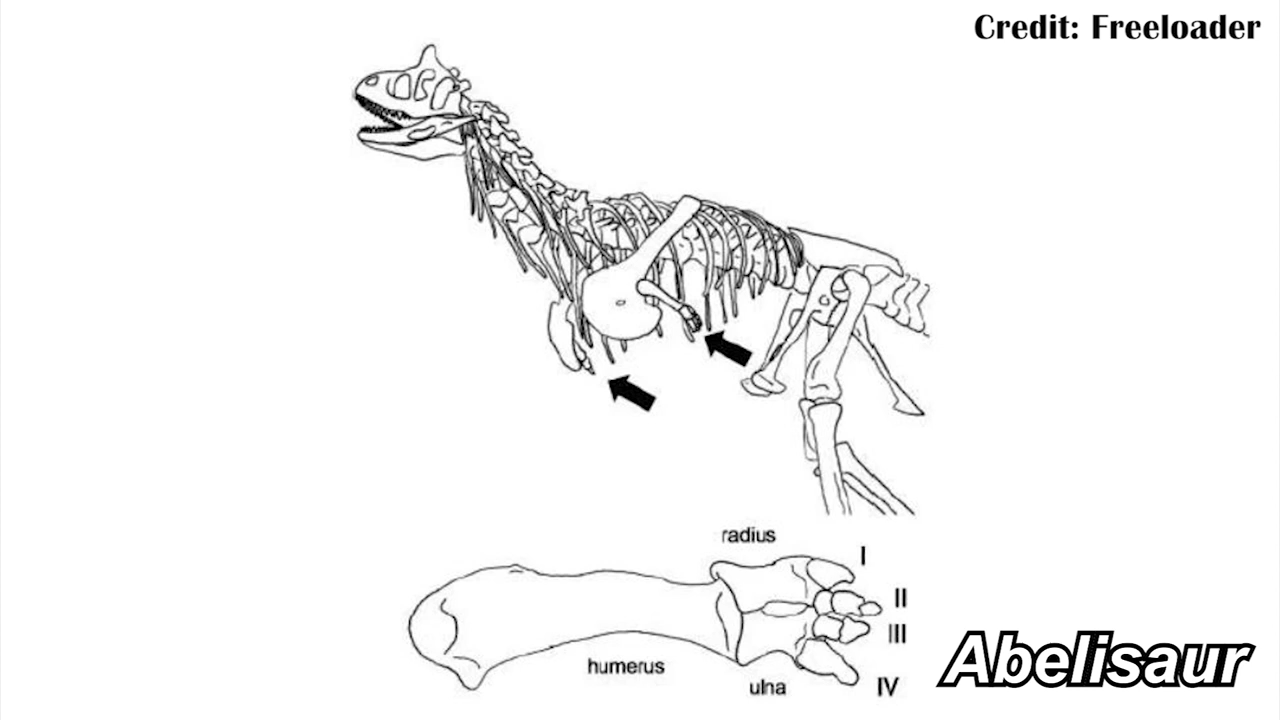 Credit: Freeloader
radius
I
II
III
humerus
ulna
IV
Abelisaur